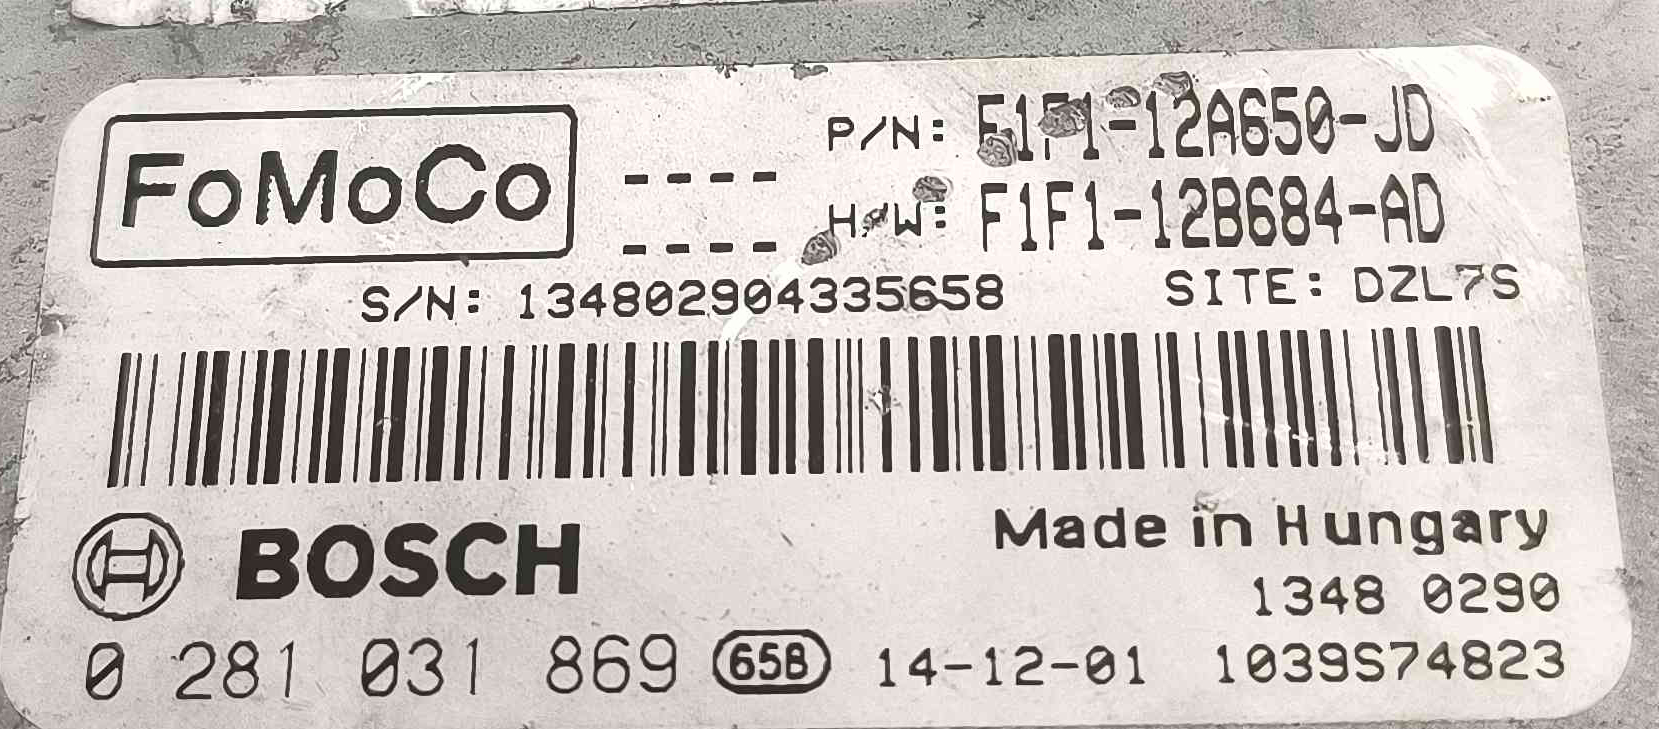 FoMoCo
---- P/N: F1F1-12A650-JD
---- H/W: F1F1-12B684-AD
S/N: 134802904335658 SITE: DZL7S
BOSCH Made in Hungary
1348 0290
0 281 031 869 65B 14-12-01 1039S74823